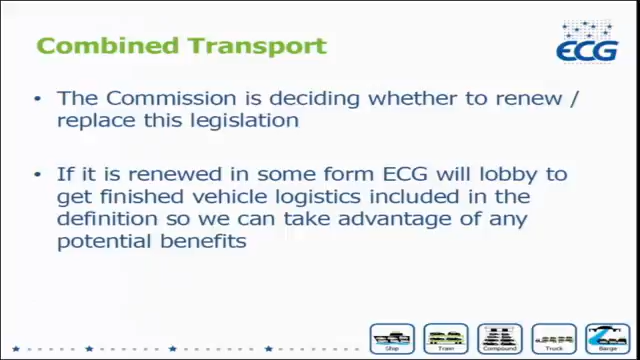 Combined Transport
ECG
• The Commission is deciding whether to renew /
replace this legislation
• If it is renewed in some form ECG will lobby to
get finished vehicle logistics included in the
definition so we can take advantage of any
potential benefits
Ship
Train
Compound
Truck
Barge